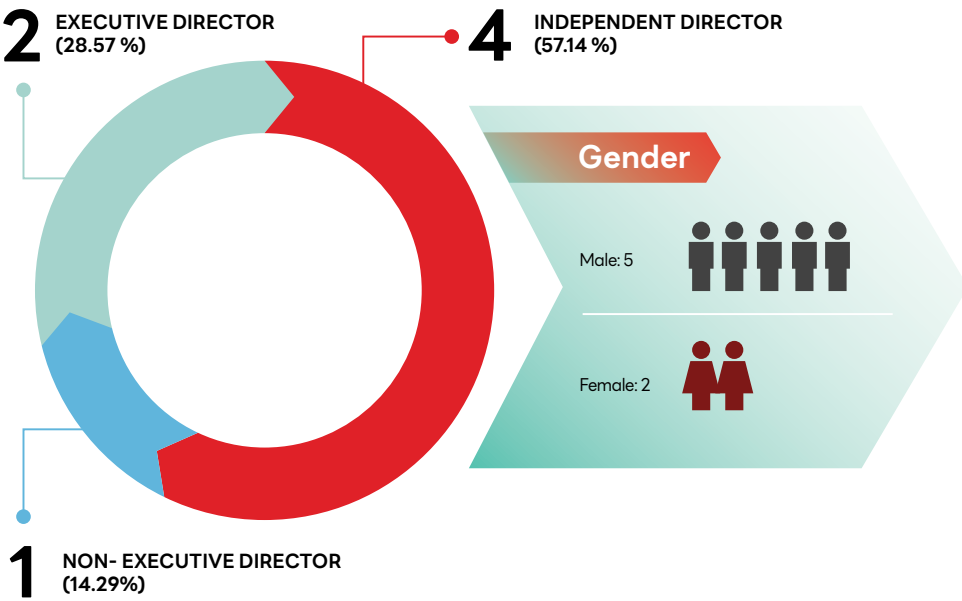 2 EXECUTIVE DIRECTOR
(28.57 %)
4 INDEPENDENT DIRECTOR
(57.14 %)
Gender
Male: 5
Female: 2
1 NON- EXECUTIVE DIRECTOR
(14.29%)